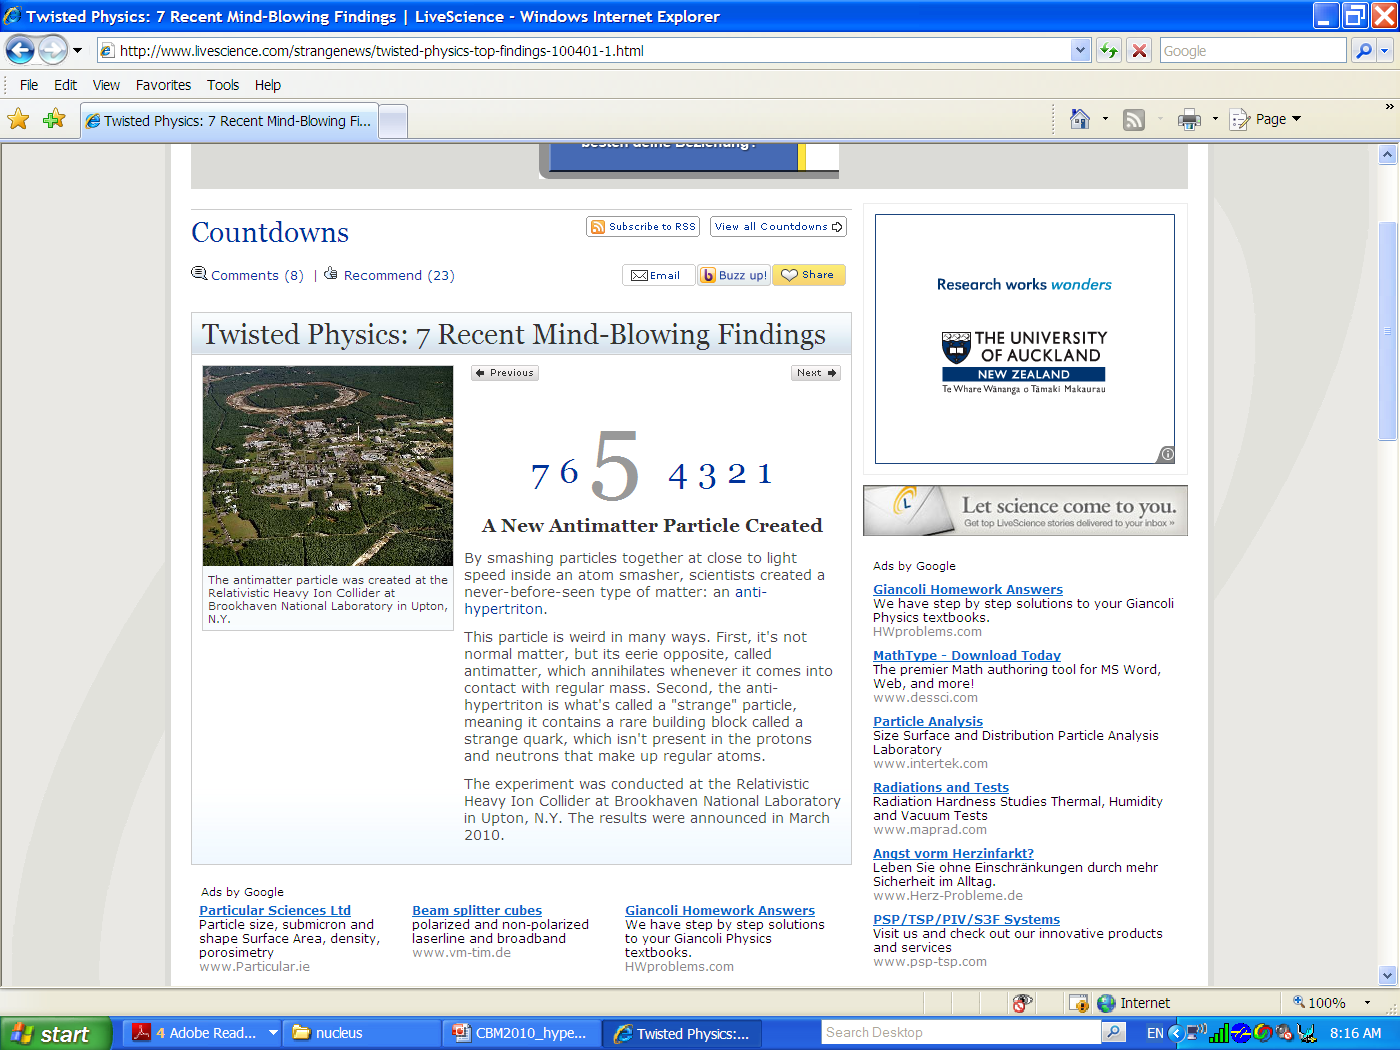 Twisted Physics: 7 Recent Mind-Blowing Findings | LiveScience - Windows Internet Explorer
http://www.livescience.com/strangenews/twisted-physics-top-findings-100401-1.html
Google
File Edit View Favorites Tools Help
Twisted Physics: 7 Recent Mind-Blowing Fi...
Page
besten deine Beziehung?
Countdowns
Subscribe to RSS
View all Countdowns
Comments (8) | Recommend (23)
Email
Buzz up!
Share
Twisted Physics: 7 Recent Mind-Blowing Findings
The antimatter particle was created at the
Relativistic Heavy Ion Collider at
Brookhaven National Laboratory in Upton,
N.Y.
Previous
Next
7 6 5 4 3 2 1
A New Antimatter Particle Created
By smashing particles together at close to light
speed inside an atom smasher, scientists created a
never-before-seen type of matter: an anti-
hypertriton.
This particle is weird in many ways. First, it's not
normal matter, but its eerie opposite, called
antimatter, which annihilates whenever it comes into
contact with regular mass. Second, the anti-
hypertriton is what's called a "strange" particle,
meaning it contains a rare building block called a
strange quark, which isn't present in the protons
and neutrons that make up regular atoms.
The experiment was conducted at the Relativistic
Heavy Ion Collider at Brookhaven National Laboratory
in Upton, N.Y. The results were announced in March
2010.
Ads by Google
Particular Sciences Ltd
Particle size, submicron and
shape Surface Area, density,
porosimetry
www.Particular.ie
Beam splitter cubes
polarized and non-polarized
laserline and broadband
www.vm-tim.de
Giancoli Homework Answers
We have step by step solutions
to your Giancoli Physics
textbooks.
HWproblems.com
Research works wonders
THE UNIVERSITY
OF AUCKLAND
NEW ZEALAND
Te Whare Wānanga o Tāmaki Makaurau
Let science come to you.
Get top LiveScience stories delivered to your inbox »
Ads by Google
Giancoli Homework Answers
We have step by step solutions to your Giancoli
Physics textbooks.
HWproblems.com
MathType - Download Today
The premier Math authoring tool for MS Word,
Web, and more!
www.dessci.com
Particle Analysis
Size Surface and Distribution Particle Analysis
Laboratory
www.intertek.com
Radiations and Tests
Radiation Hardness Studies Thermal, Humidity
and Vacuum Tests
www.maprad.com
Angst vorm Herzinfarkt?
Leben Sie ohne Einschränkungen durch mehr
Sicherheit im Alltag.
www.Herz-Probleme.de
PSP/TSP/PIV/S3F Systems
Visit us and check out our innovative products
and services
www.psp-tsp.com
Internet
100%
start
4 Adobe Read...
nucleus
CBM2010_hype...
Twisted Physics:...
Search Desktop
EN
8:16 AM